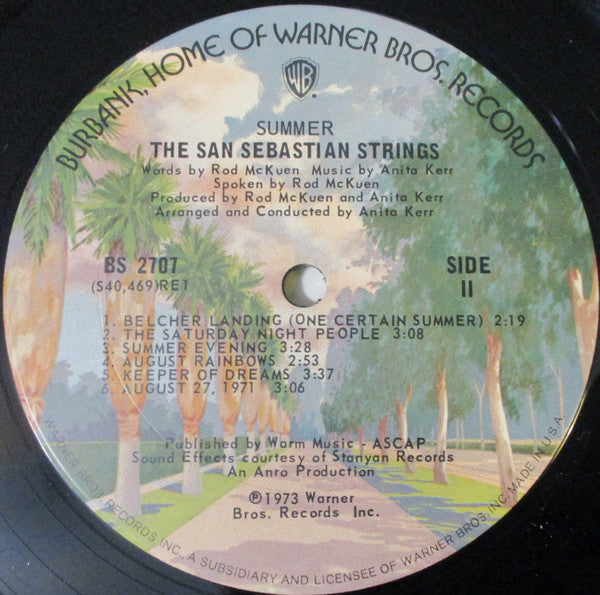 BURBANK, HOME OF WARNER BROS. RECORDS
WB
SUMMER
THE SAN SEBASTIAN STRINGS
Words by Rod McKuen Music by Anita Kerr
Spoken by Rod McKuen
Produced by Rod McKuen and Anita Kerr
Arranged and Conducted by Anita Kerr
BS 2707
(S40,469)RE1
SIDE
II
1. BELCHER LANDING (ONE CERTAIN SUMMER) 2:19
2. THE SATURDAY NIGHT PEOPLE 3:08
3. SUMMER EVENING 3:28
4. AUGUST RAINBOWS 2:53
5. KEEPER OF DREAMS 3:37
6. AUGUST 27, 1971 3:06
Published by Warm Music - ASCAP
Sound Effects courtesy of Stanyan Records
An Anro Production
℗1973 Warner
Bros. Records Inc.
WARNER BROS. RECORDS INC., A SUBSIDIARY AND LICENSEE OF WARNER BROS. INC. MADE IN U.S.A.